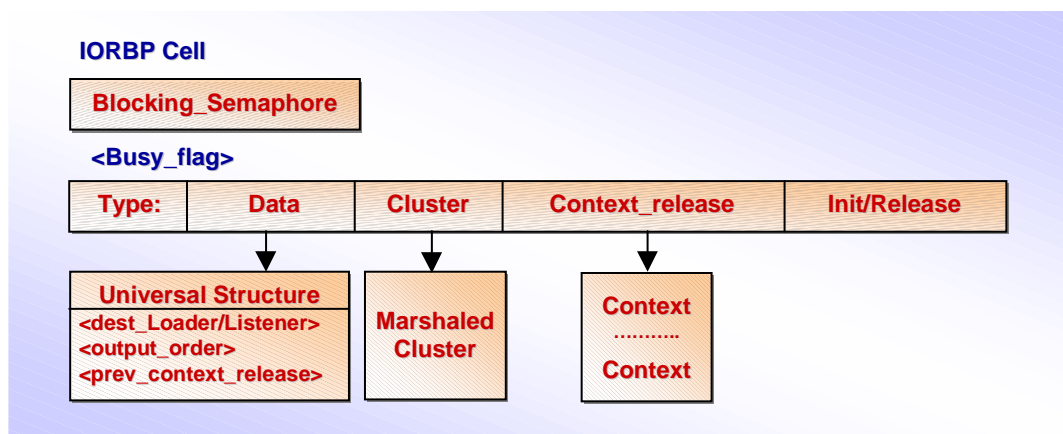 IORBP Cell
Blocking_Semaphore
<Busy_flag>
Type: Data Cluster Context_release Init/Release
Universal Structure
<dest_Loader/Listener>
<output_order>
<prev_context_release>
Marshaled
Cluster
Context
...........
Context